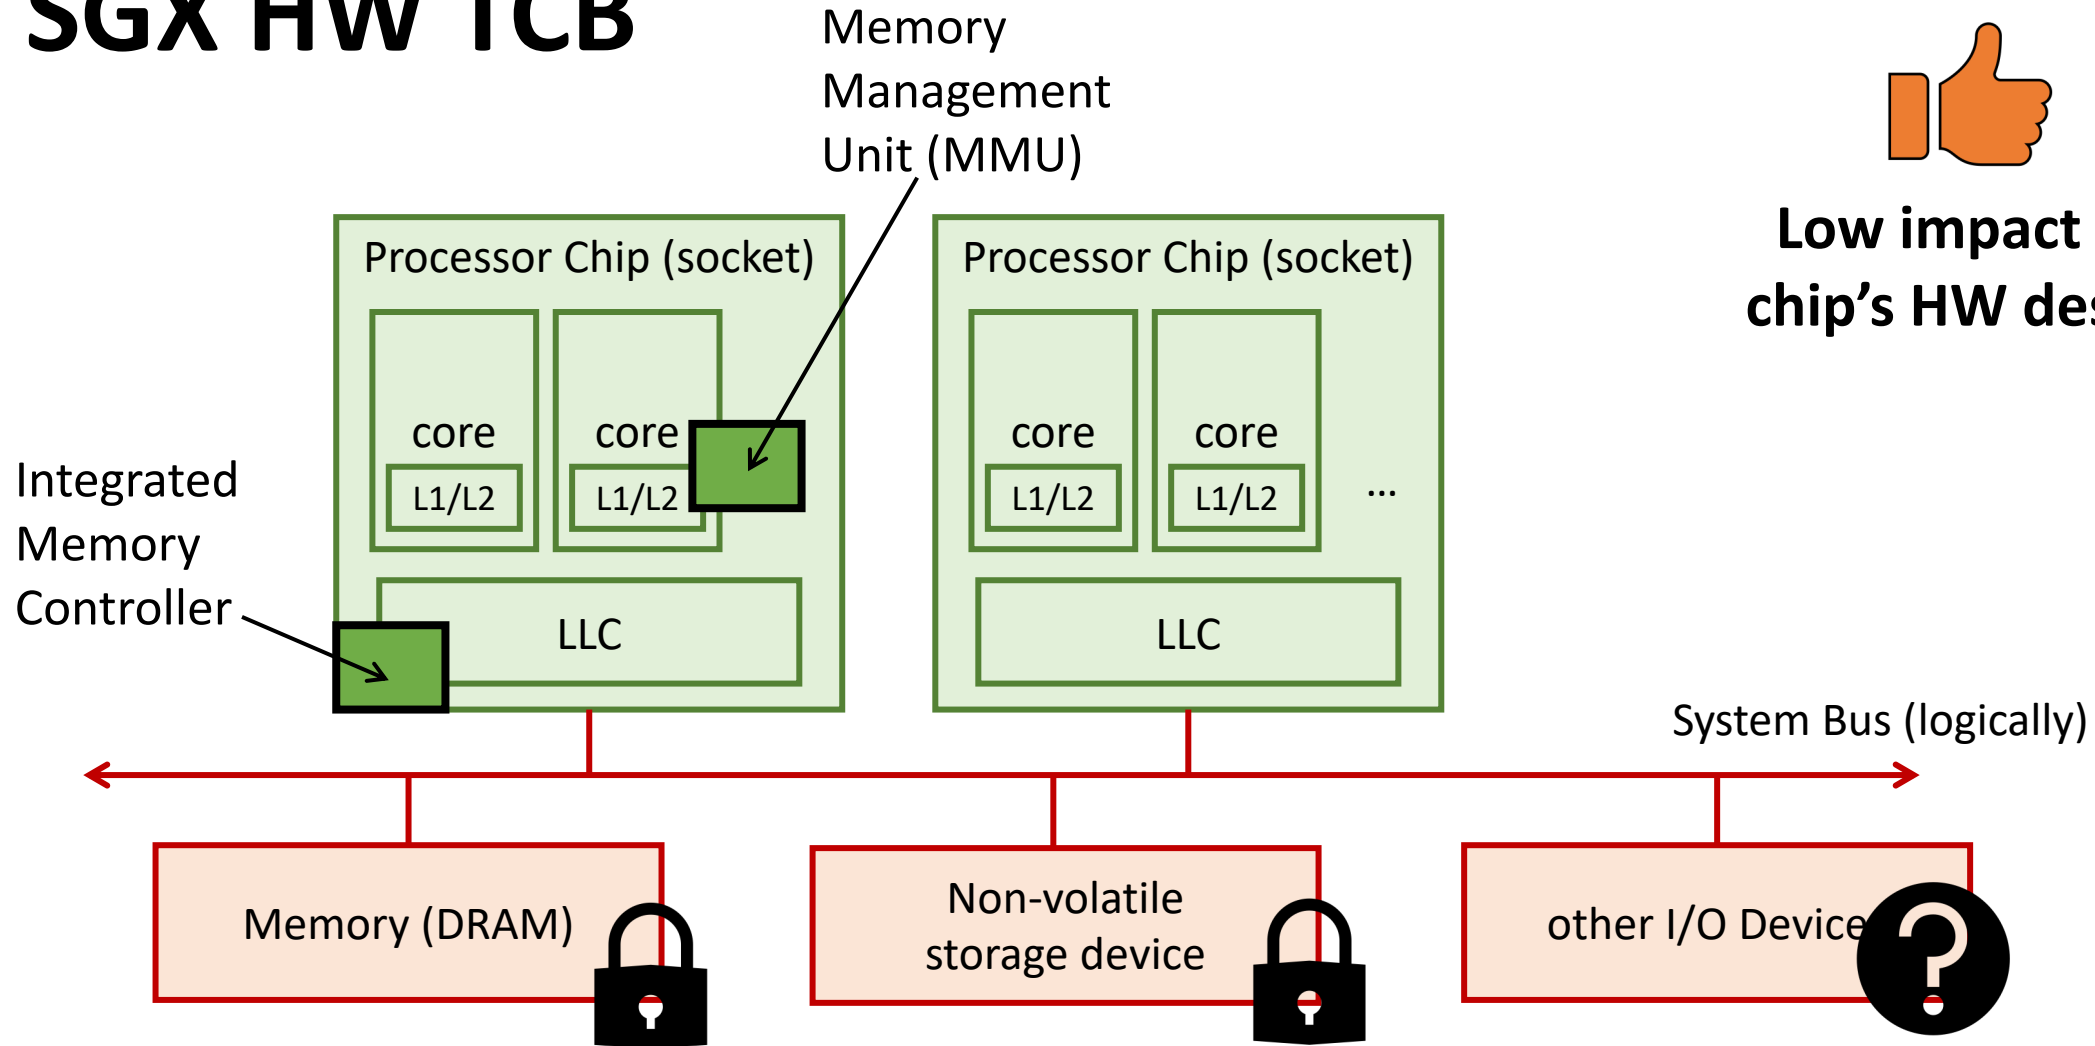 SGX HW TCB
Memory
Management
Unit (MMU)
Low impact
chip's HW des
Processor Chip (socket)
Processor Chip (socket)
core
core
core
core
L1/L2
L1/L2
L1/L2
L1/L2
...
Integrated
Memory
Controller
LLC
LLC
System Bus (logically)
Memory (DRAM)
Non-volatile
storage device
other I/O Device
?